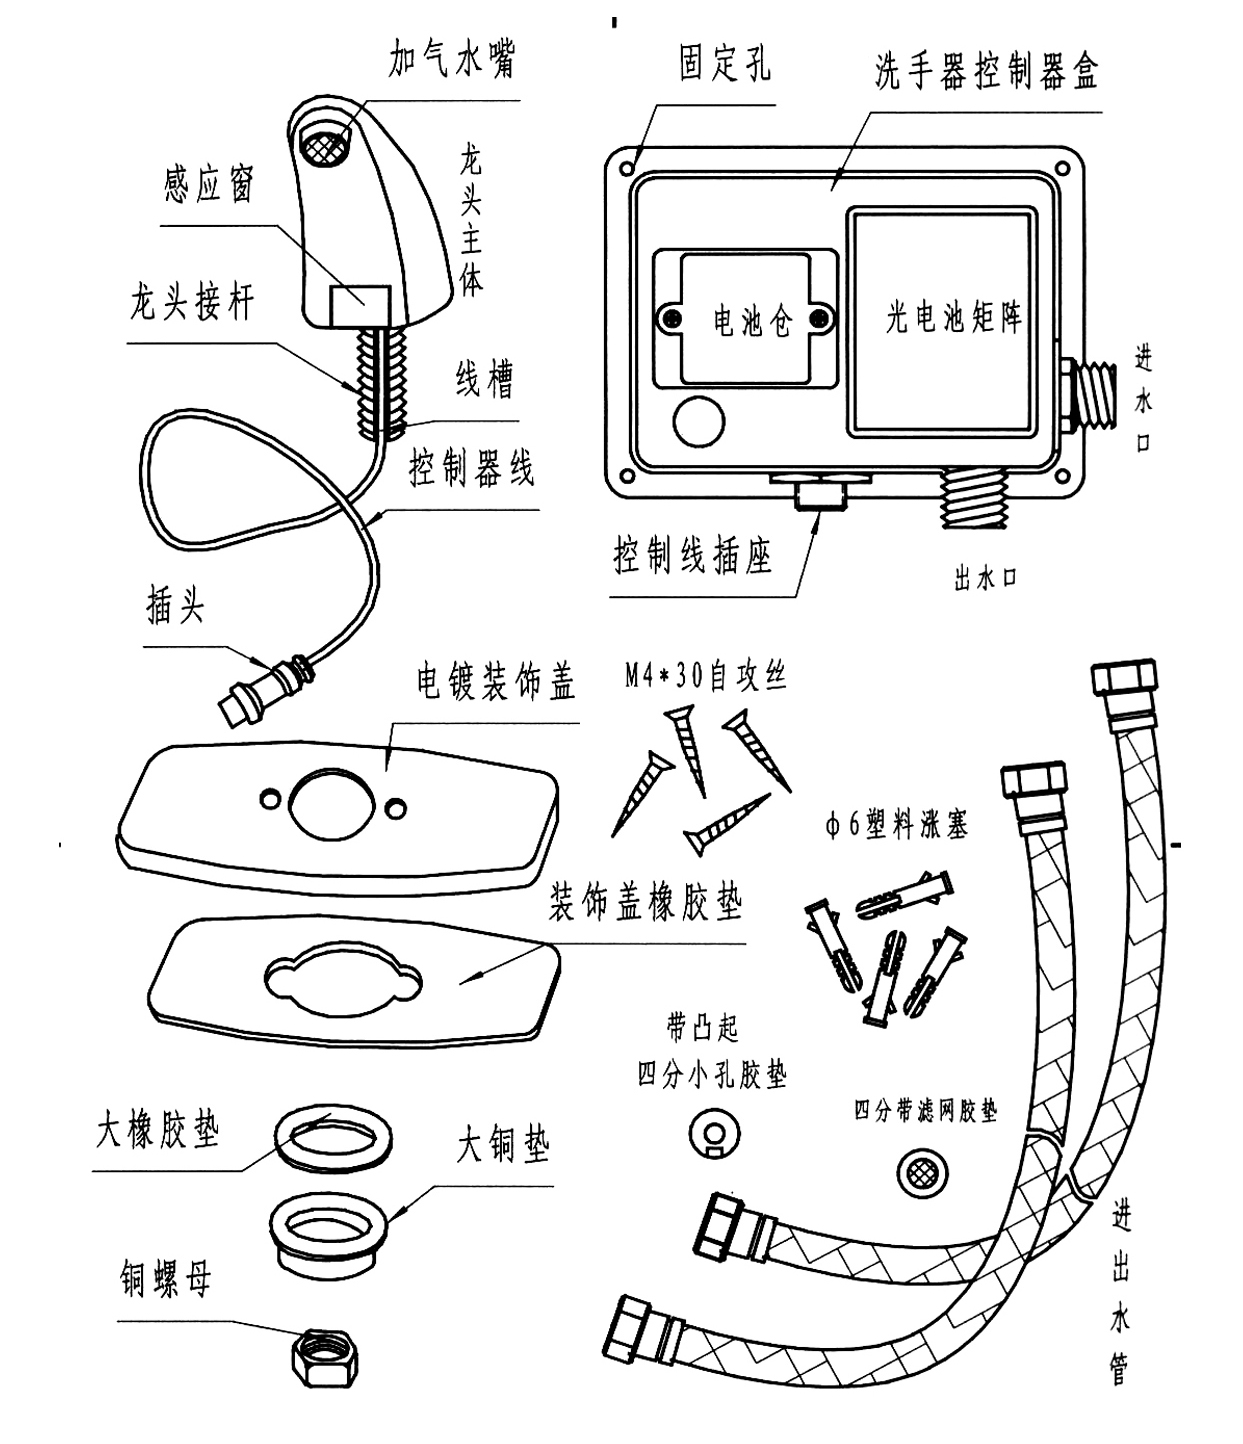 加气水嘴
固定孔
洗手器控制器盒
感应窗
龙头主体
龙头接杆
电池仓
光电池矩阵
线槽
进水口
控制器线
控制线插座
出水口
插头
电镀装饰盖
M4*30自攻丝
φ6塑料涨塞
装饰盖橡胶垫
带凸起
四分小孔胶垫
四分带滤网胶垫
大橡胶垫
大铜垫
进出水管
铜螺母